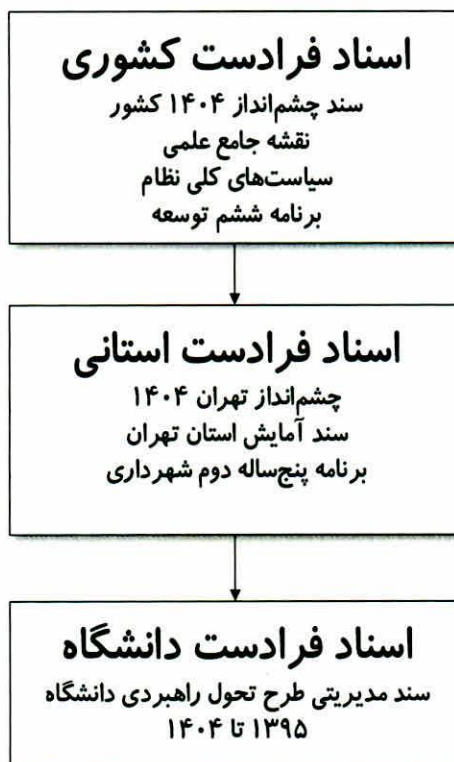 اسناد فرادست کشوری
سند چشم‌انداز ۱۴۰۴ کشور
نقشه جامع علمی
سیاست‌های کلی نظام
برنامه ششم توسعه
اسناد فرادست استانی
چشم‌انداز تهران ۱۴۰۴
سند آمایش استان تهران
برنامه پنج‌ساله دوم شهرداری
اسناد فرادست دانشگاه
سند مدیریتی طرح تحول راهبردی دانشگاه
۱۳۹۵ تا ۱۴۰۴